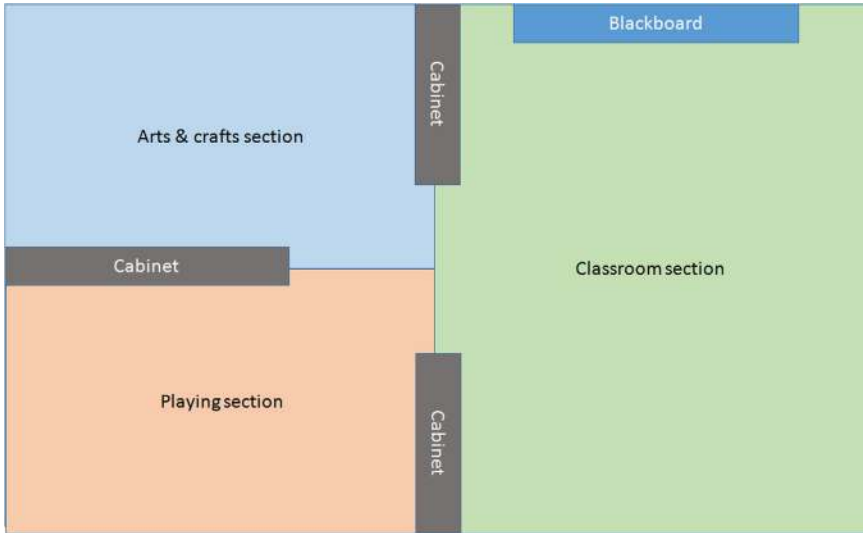 Blackboard
Cabinet
Arts & crafts section
Cabinet
Classroom section
Playing section
Cabinet